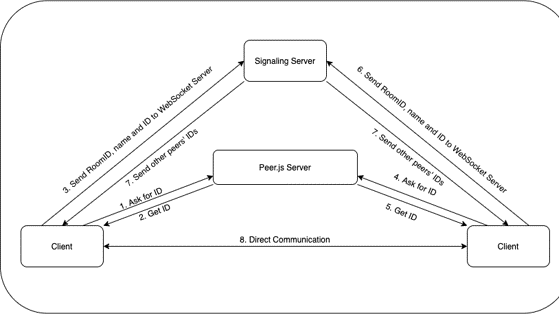 Signaling Server
3. Send RoomID, name and ID to WebSocket Server
6. Send RoomID, name and ID to WebSocket Server
7. Send other peers' IDs
7. Send other peers' IDs
Peer.js Server
1. Ask for ID
2. Get ID
4. Ask for ID
5. Get ID
Client
8. Direct Communication
Client